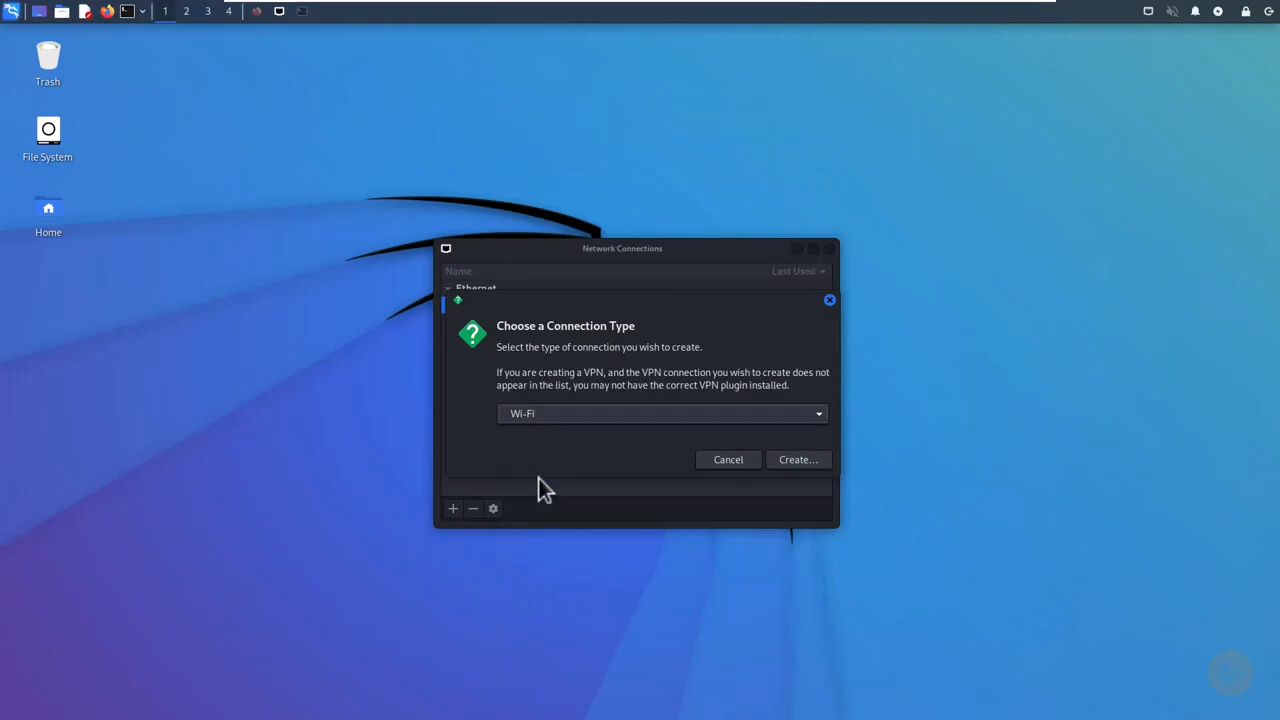 1 2 3 4
Trash
File System
Home
Network Connections
Name Last Used
Ethernet
Choose a Connection Type
Select the type of connection you wish to create.
If you are creating a VPN, and the VPN connection you wish to create does not
appear in the list, you may not have the correct VPN plugin installed.
Wi-Fi
Cancel Create...